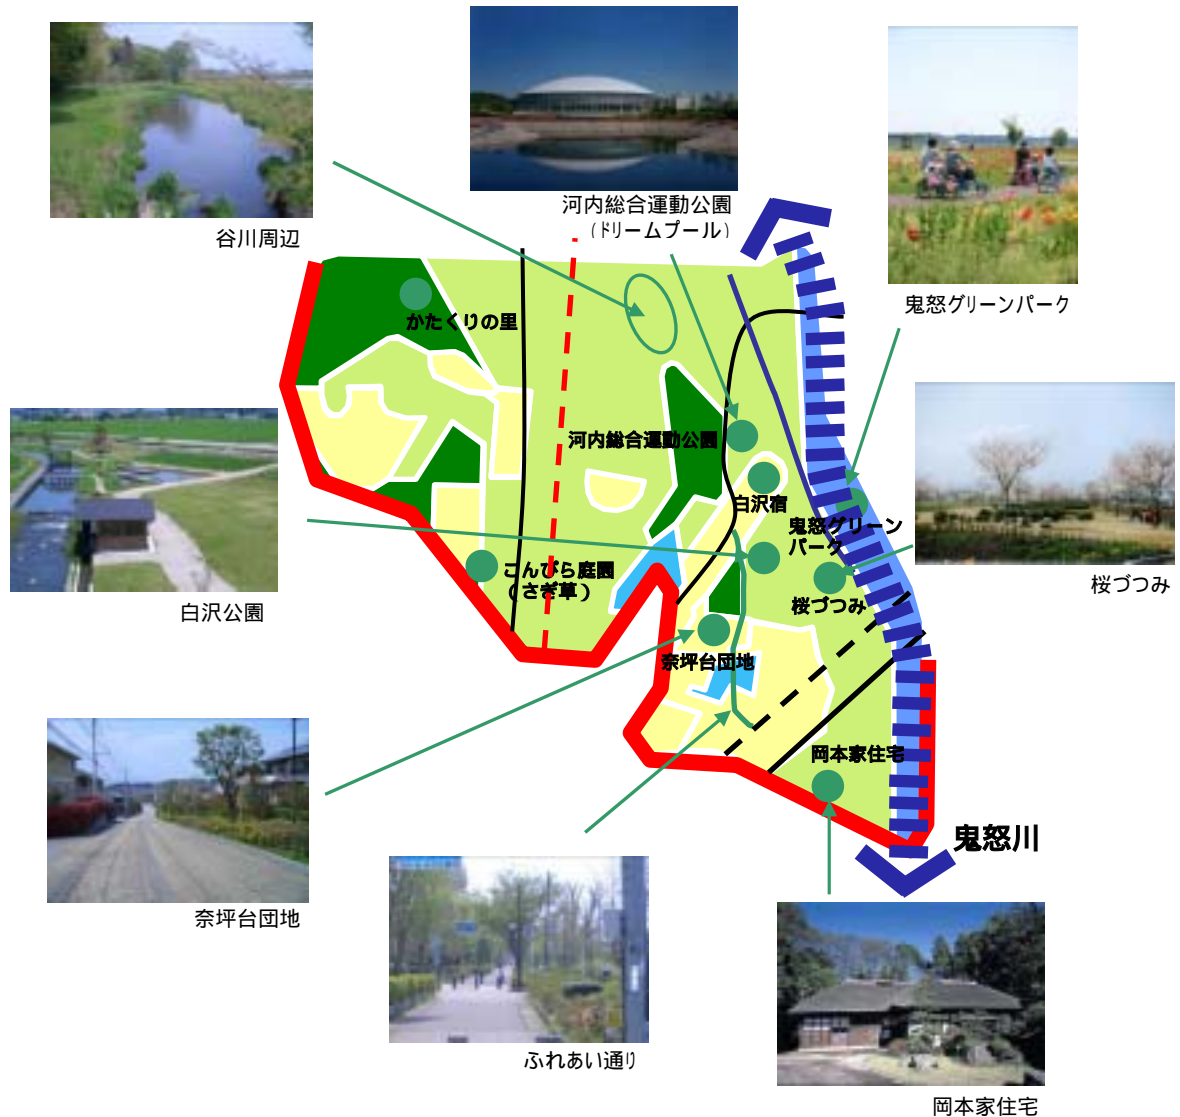 河内総合運動公園
（ドリームプール）
谷川周辺
鬼怒グリーンパーク
かたくりの里
河内総合運動公園
白沢宿
鬼怒グリーン
パーク
こんぴら庭園
（さぎ草）
桜づつみ
桜づつみ
白沢公園
奈坪台団地
岡本家住宅
鬼怒川
奈坪台団地
ふれあい通り
岡本家住宅